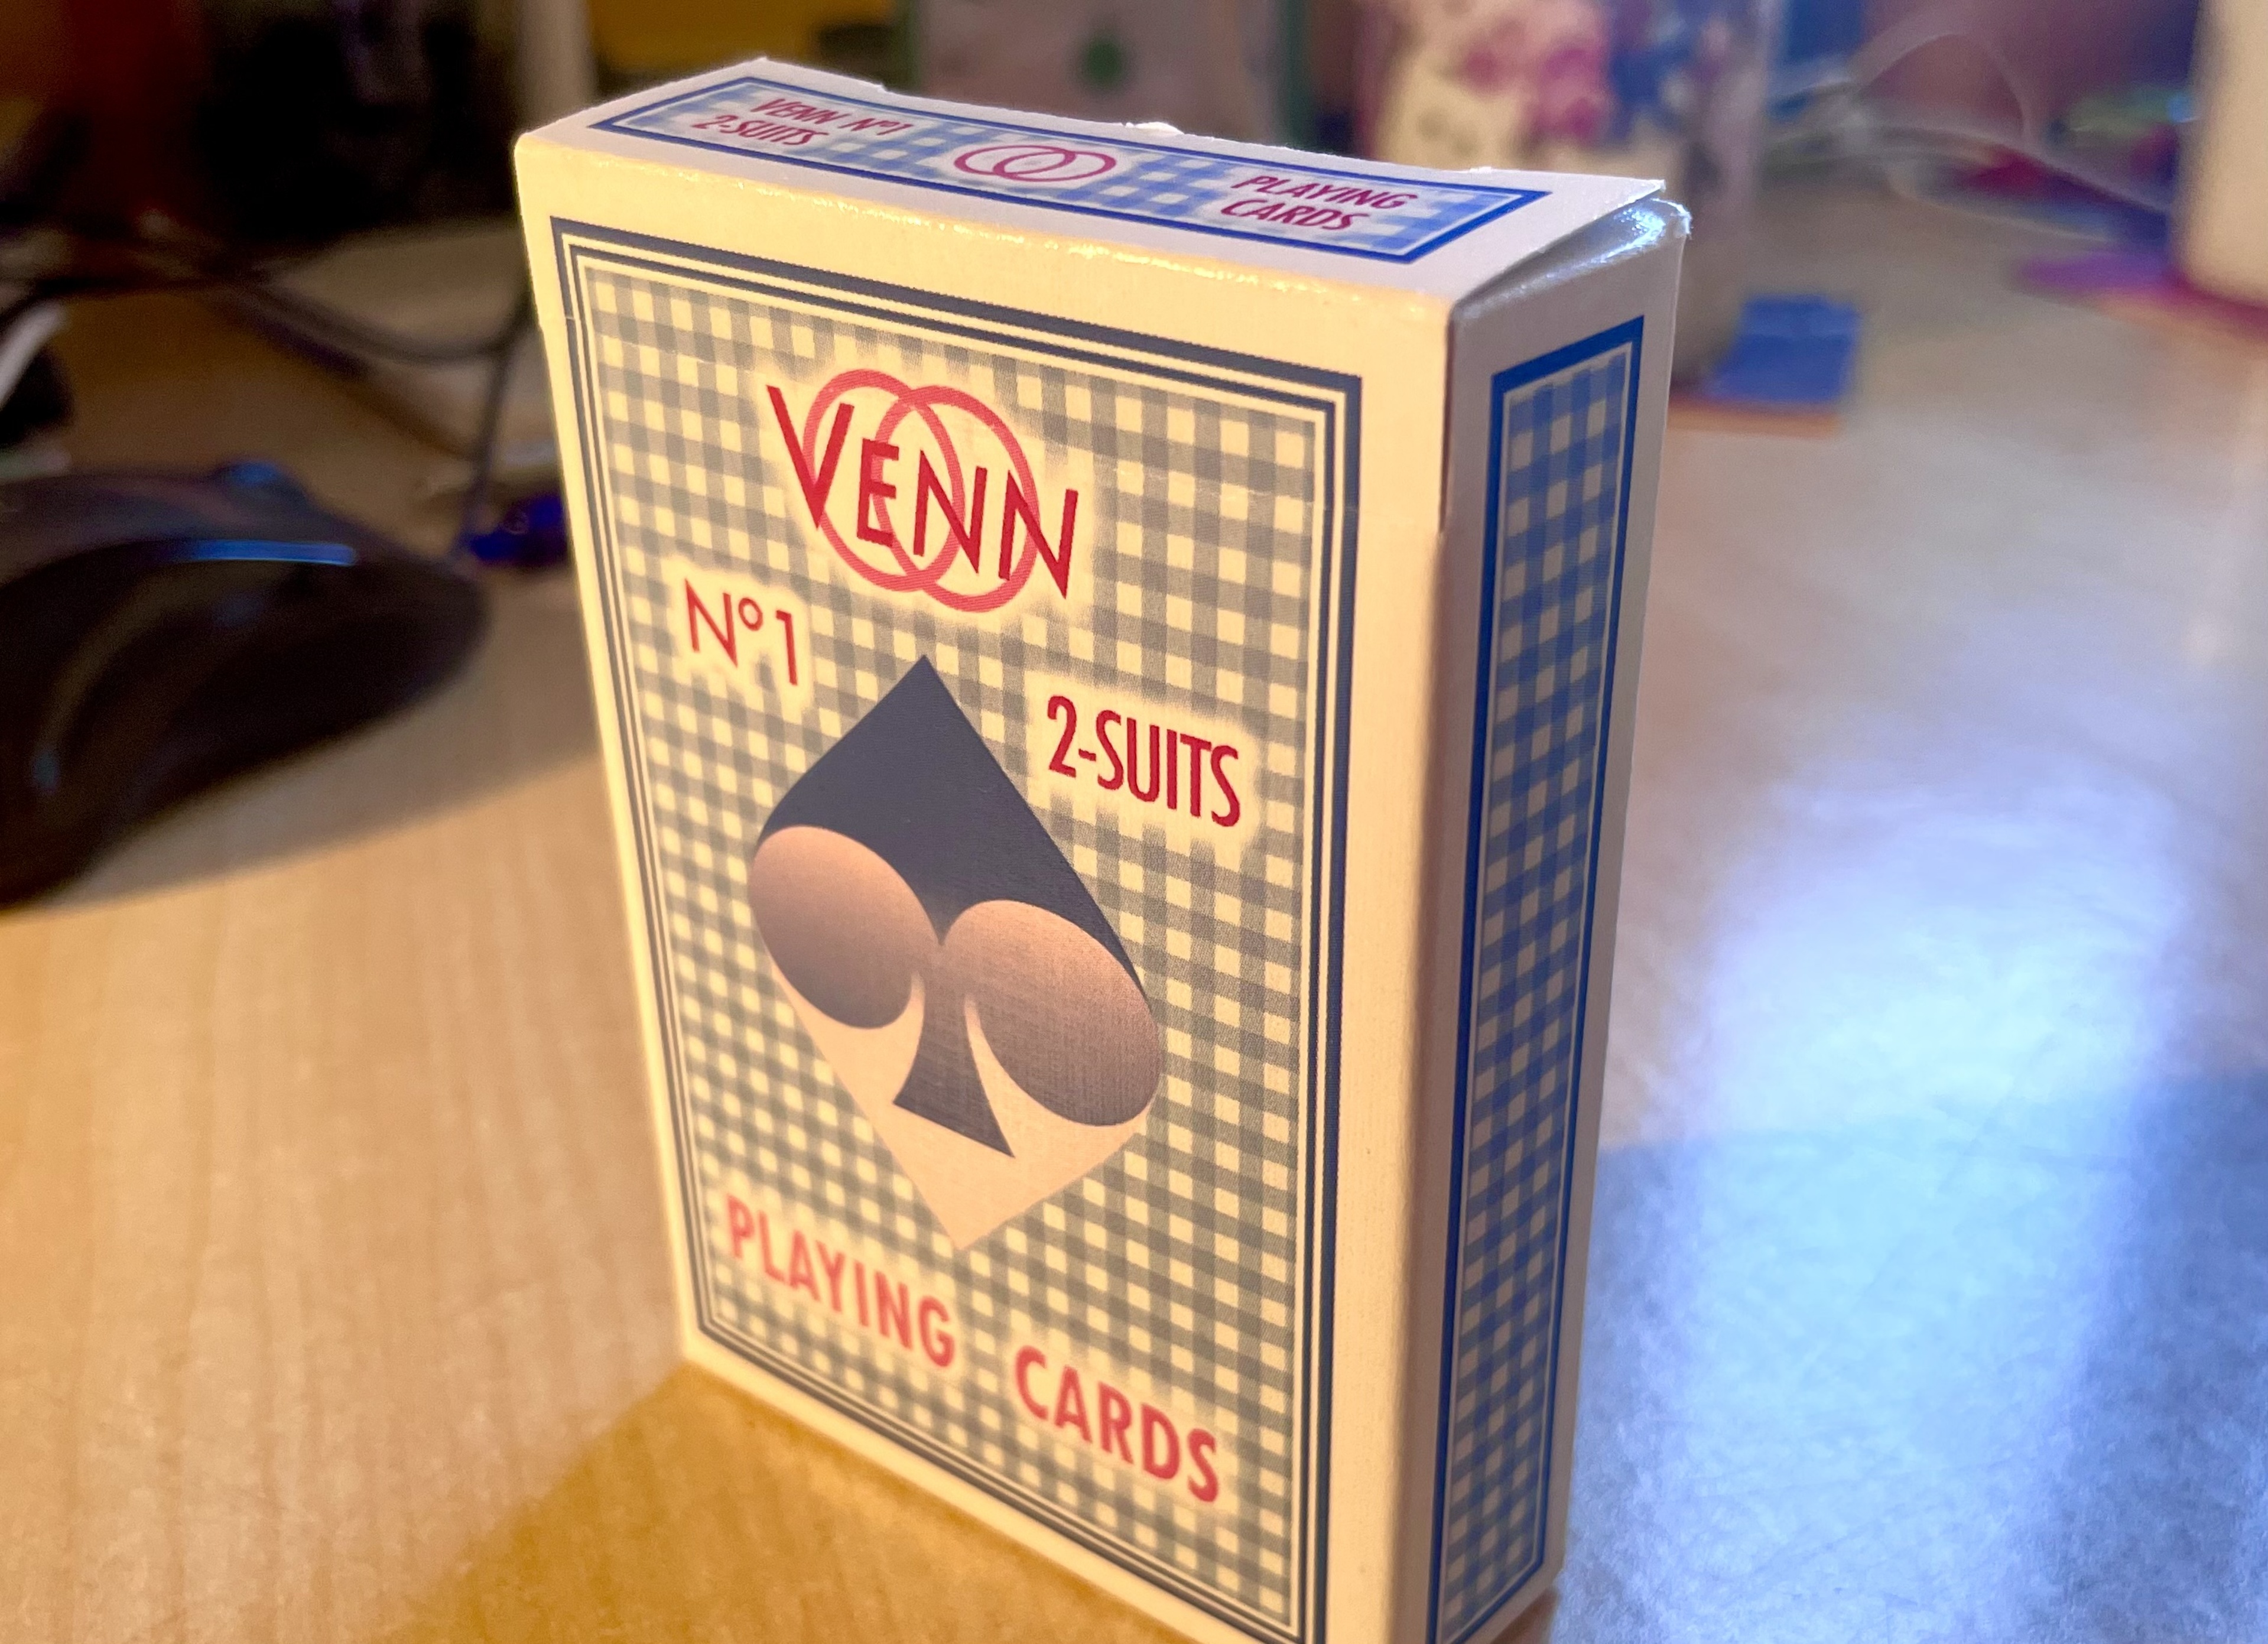 VENN Nº1
2-SUITS
PLAYING
CARDS
VENN
Nº1
2-SUITS
PLAYING CARDS